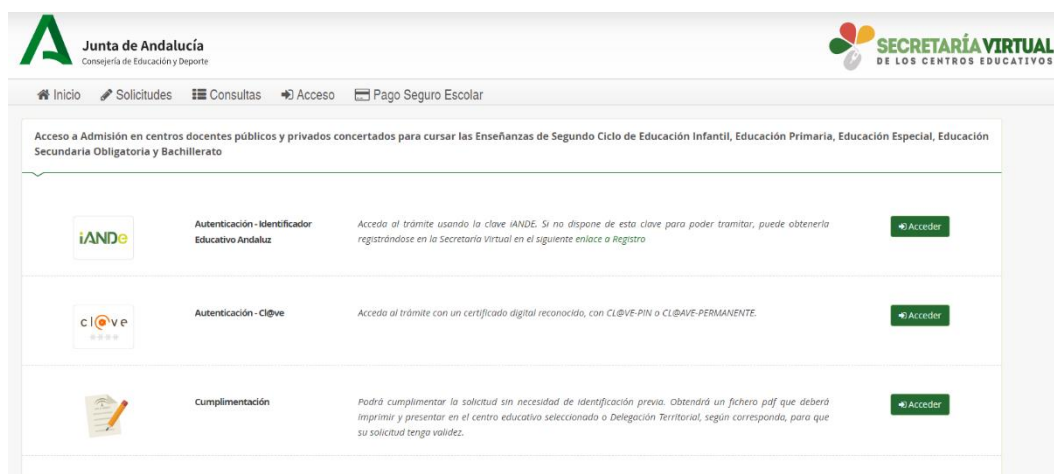 Junta de Andalucía
Consejería de Educación y Deporte
SECRETARÍA VIRTUAL
DE LOS CENTROS EDUCATIVOS
Inicio Solicitudes Consultas Acceso Pago Seguro Escolar
Acceso a Admisión en centros docentes públicos y privados concertados para cursar las Enseñanzas de Segundo Ciclo de Educación Infantil, Educación Primaria, Educación Especial, Educación
Secundaria Obligatoria y Bachillerato
iANDe
Autenticación - Identificador
Educativo Andaluz
Acceda al trámite usando la clave iANDE. Si no dispone de esta clave para poder tramitar, puede obtenerla
registrándose en la Secretaría Virtual en el siguiente enlace a Registro
Acceder
cl@ve
Autenticación - Cl@ve
Acceda al trámite con un certificado digital reconocido, con CL@VE-PIN o CL@AVE-PERMANENTE.
Acceder
Cumplimentación
Podrá cumplimentar la solicitud sin necesidad de identificación previa. Obtendrá un fichero pdf que deberá
imprimir y presentar en el centro educativo seleccionado o Delegación Territorial, según corresponda, para que
su solicitud tenga validez.
Acceder